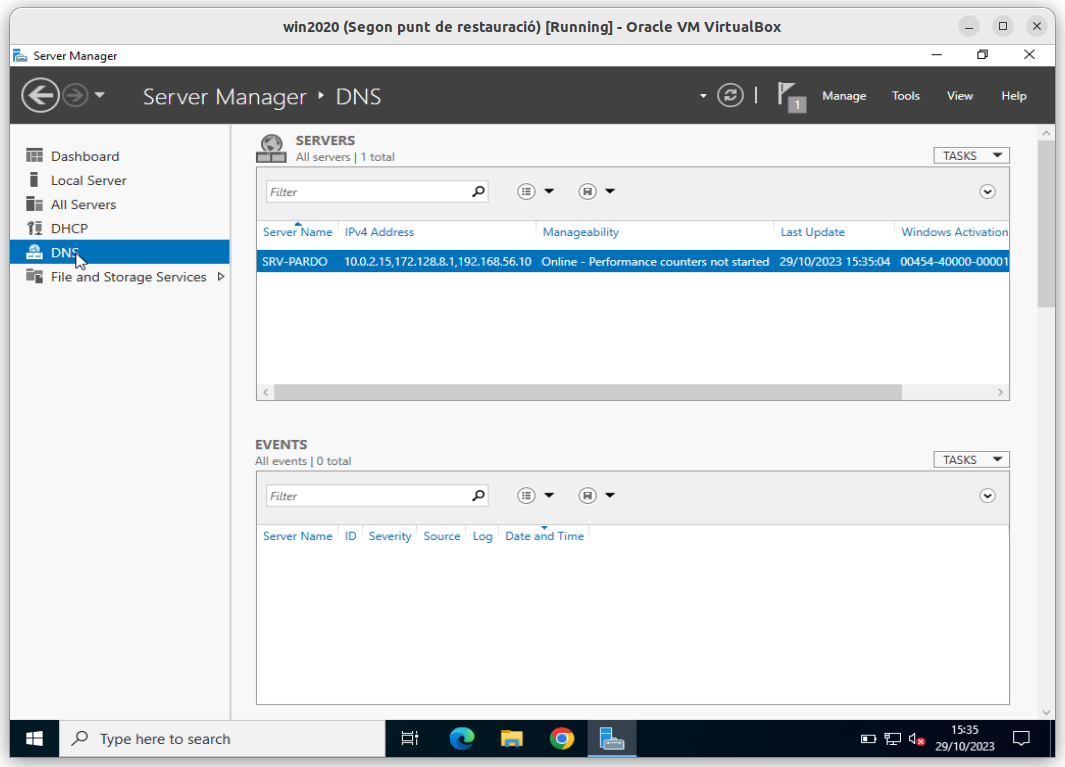 win2020 (Segon punt de restauració) [Running] - Oracle VM VirtualBox
Server Manager
Server Manager DNS
1
Manage Tools View Help
Dashboard
Local Server
All Servers
DHCP
DNS
File and Storage Services
SERVERS
All servers | 1 total
TASKS
Filter
Server Name IPv4 Address Manageability Last Update Windows Activation
SRV-PARDO 10.0.2.15,172.128.8.1,192.168.56.10 Online - Performance counters not started 29/10/2023 15:35:04 00454-40000-00001
EVENTS
All events | 0 total
TASKS
Filter
Server Name ID Severity Source Log Date and Time
Type here to search
15:35
29/10/2023